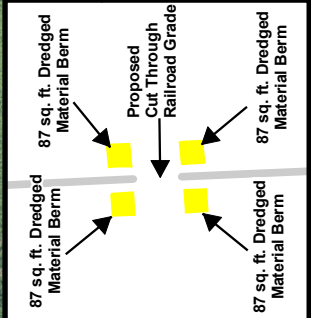 87 sq. ft. Dredged
Material Berm
Proposed
Cut Through
Railroad Grade
87 sq. ft. Dredged
Material Berm
87 sq. ft. Dredged
Material Berm
87 sq. ft. Dredged
Material Berm